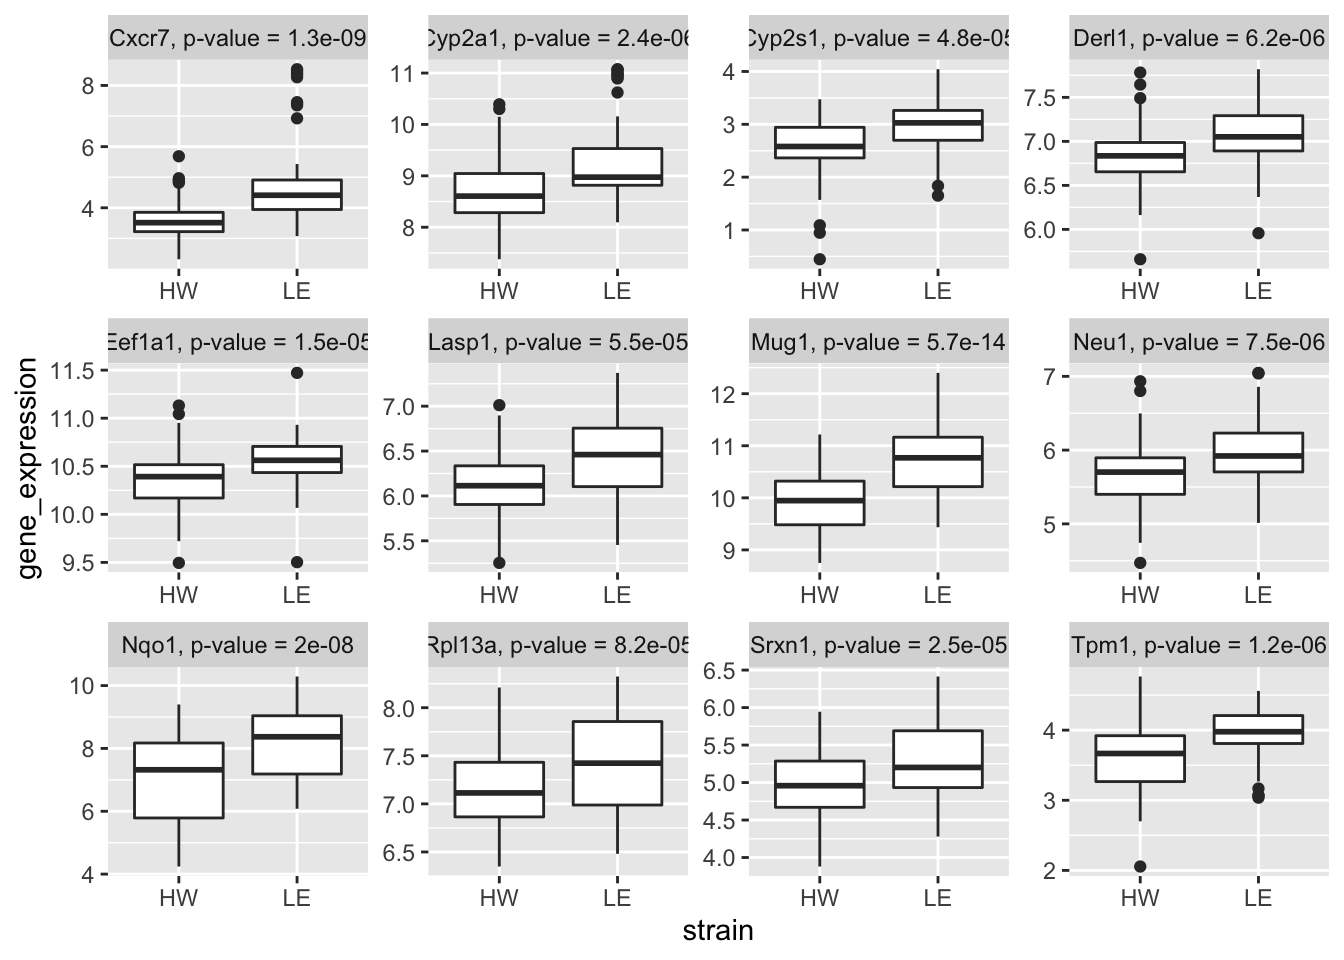 Cxcr7, p-value = 1.3e-09
Cyp2a1, p-value = 2.4e-06
Cyp2s1, p-value = 4.8e-05
Derl1, p-value = 6.2e-06
8
6
4
HW
LE
11
10
9
8
HW
LE
4
3
2
1
HW
LE
7.5
7.0
6.5
6.0
HW
LE
gene_expression
Eef1a1, p-value = 1.5e-05
Lasp1, p-value = 5.5e-05
Mug1, p-value = 5.7e-14
Neu1, p-value = 7.5e-06
11.5
11.0
10.5
10.0
9.5
HW
LE
7.0
6.5
6.0
5.5
HW
LE
12
11
10
9
HW
LE
7
6
5
HW
LE
Nqo1, p-value = 2e-08
Rpl13a, p-value = 8.2e-05
Srxn1, p-value = 2.5e-05
Tpm1, p-value = 1.2e-06
10
8
6
4
HW
LE
8.0
7.5
7.0
6.5
HW
LE
6.5
6.0
5.5
5.0
4.5
4.0
HW
LE
4
3
2
HW
LE
strain